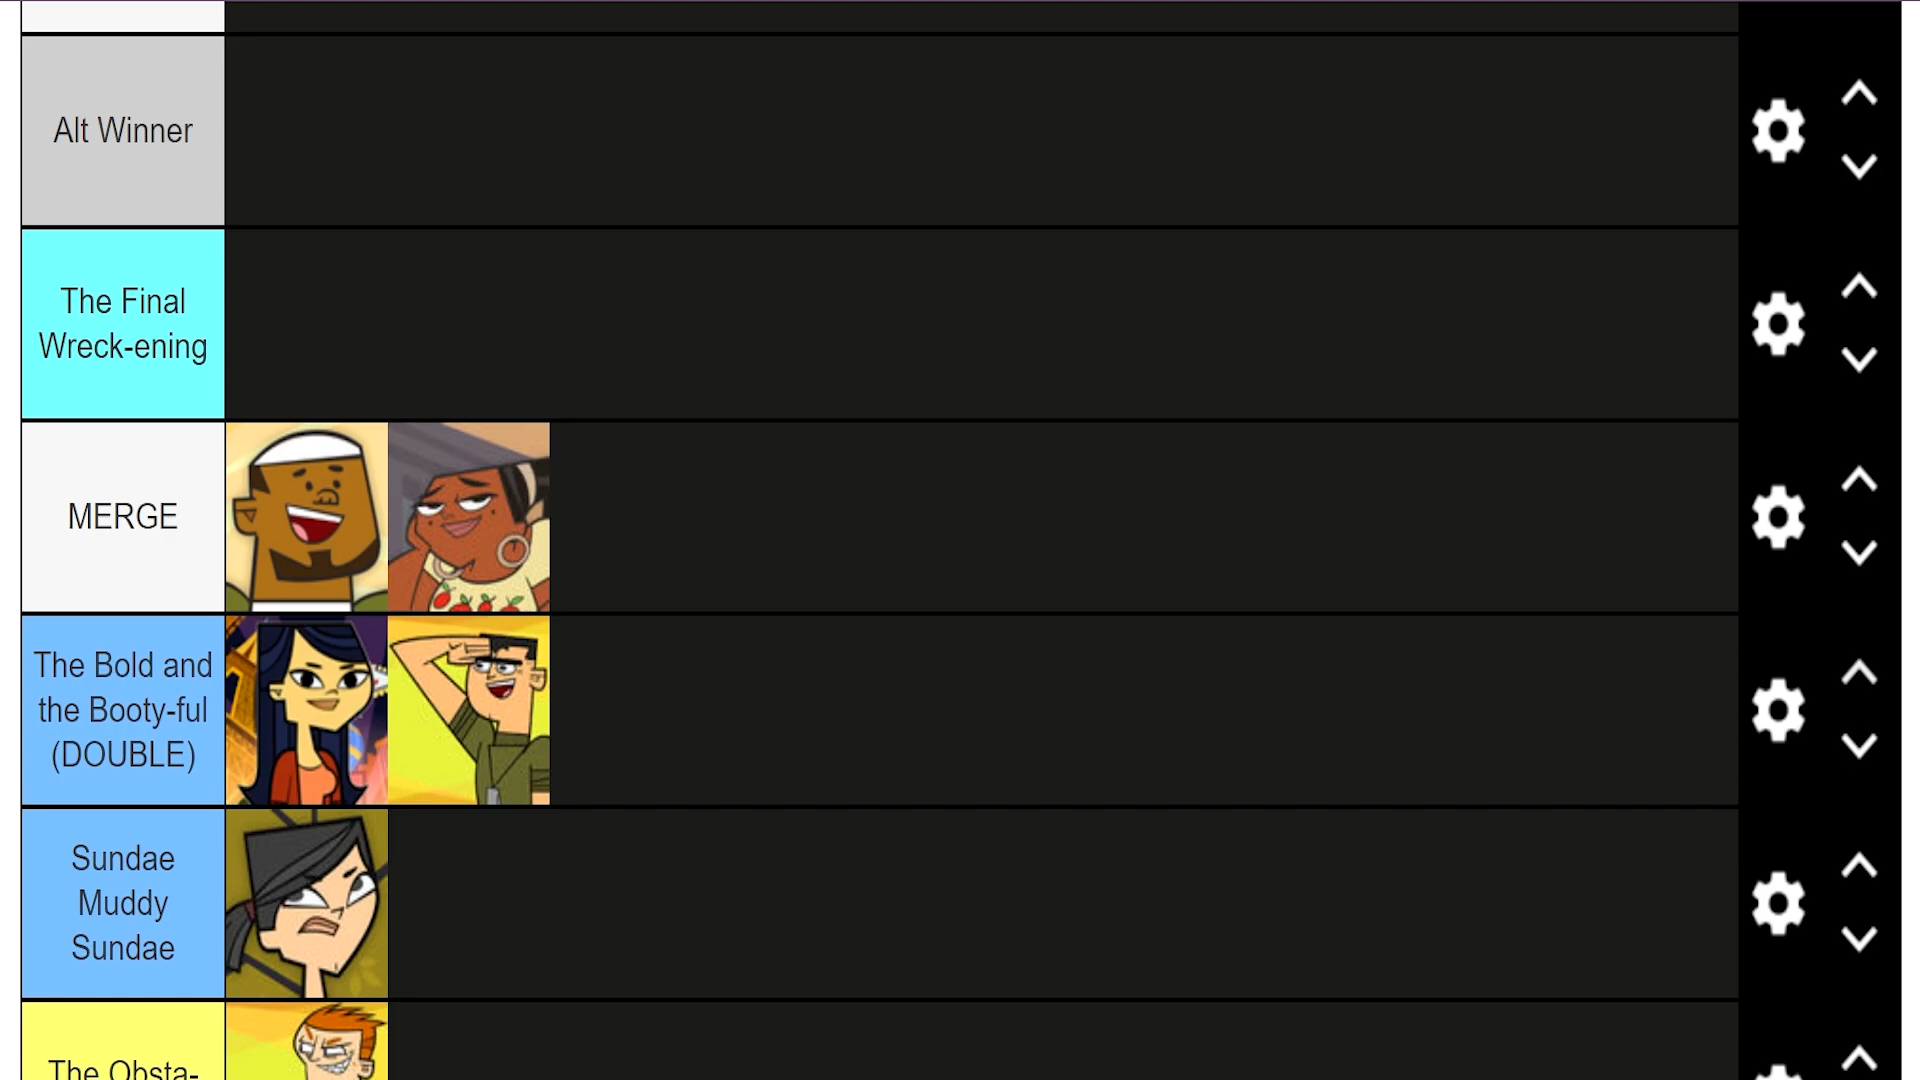 Alt Winner
The Final
Wreck-ening
MERGE
The Bold and
the Booty-ful
(DOUBLE)
Sundae
Muddy
Sundae
The Obsta-